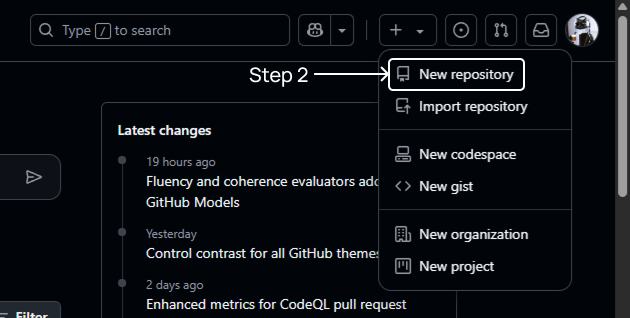 Type / to search
Step 2
New repository
Import repository
New codespace
New gist
New organization
New project
Latest changes
19 hours ago
Fluency and coherence evaluators
GitHub Models
Yesterday
Control contrast for all GitHub themes
2 days ago
Enhanced metrics for CodeQL pull request
Filter